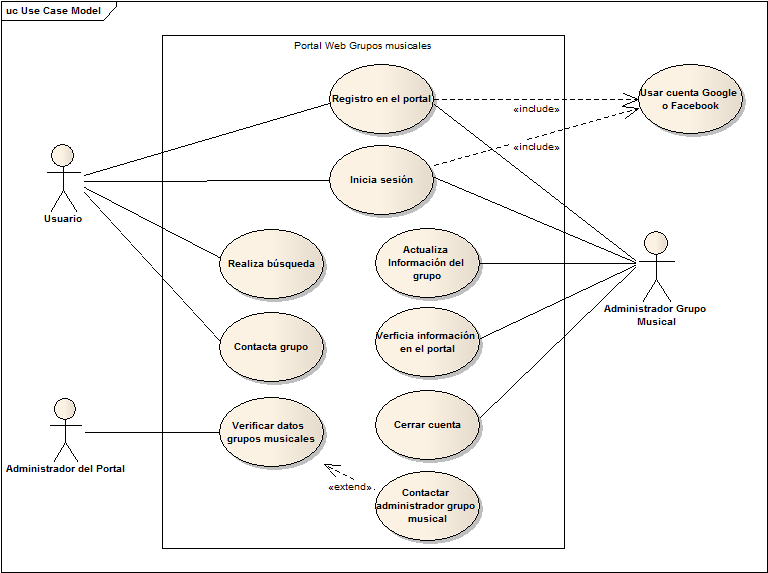 uc Use Case Model
Portal Web Grupos musicales
Registro en el portal
«include»
Usar cuenta Google
o Facebook
«include»
Inicia sesión
Usuario
Realiza búsqueda
Actualiza
Información del
grupo
Administrador Grupo
Musical
Contacta grupo
Verficia información
en el portal
Verificar datos
grupos musicales
Cerrar cuenta
Administrador del Portal
«extend»
Contactar
administrador grupo
musical